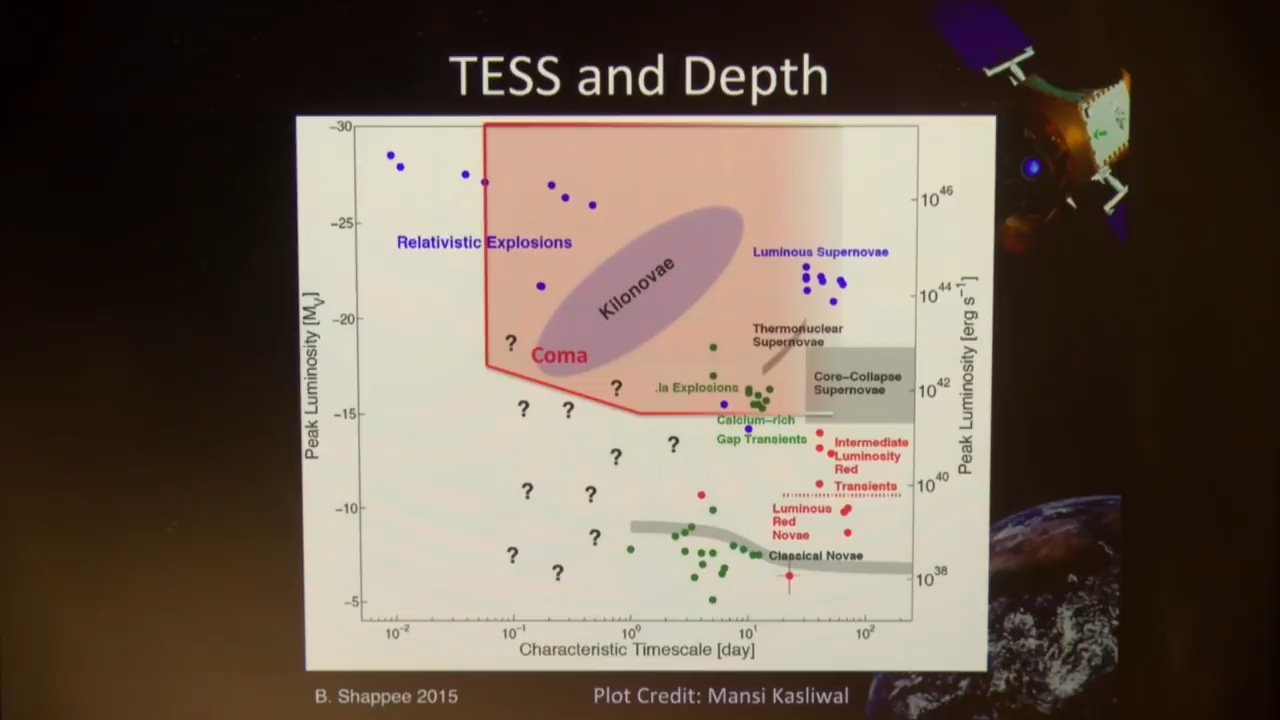 TESS and Depth
−30
−25
−20
−15
−10
−5
Peak Luminosity [M_V]
10^46
10^44
10^42
10^40
10^38
Peak Luminosity [erg s^−1]
Relativistic Explosions
Kilonovae
Luminous Supernovae
?
Coma
Thermonuclear
Supernovae
?
.Ia Explosions
Core−Collapse
Supernovae
?
?
Calcium−rich
Gap Transients
?
?
Intermediate
Luminosity
Red
Transients
?
?
Luminous
Red
Novae
?
?
?
Classical Novae
10^−2
10^−1
10^0
10^1
10^2
Characteristic Timescale [day]
B. Shappee 2015
Plot Credit: Mansi Kasliwal